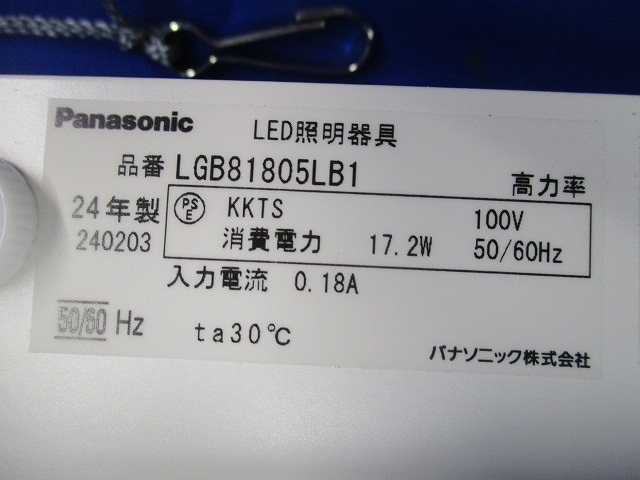 Panasonic
LED照明器具
品番 LGB81805LB1
高力率
24年製
240203
PS
E
KKTS 100V
消費電力 17.2W 50/60Hz
入力電流 0.18A
50/60 Hz
ta30℃
パナソニック株式会社